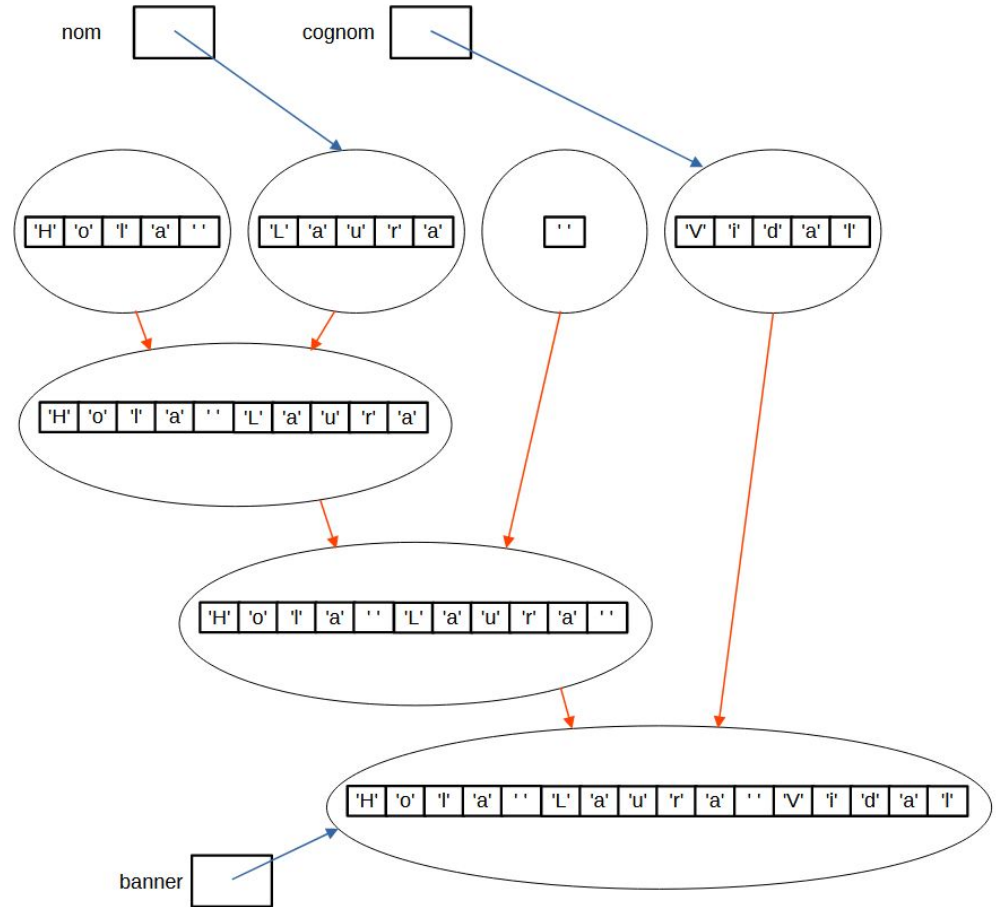 nom cognom
'H' 'o' 'l' 'a' ' ' 'L' 'a' 'u' 'r' 'a' ' ' 'V' 'i' 'd' 'a' 'l'
'H' 'o' 'l' 'a' ' ' 'L' 'a' 'u' 'r' 'a'
'H' 'o' 'l' 'a' ' ' 'L' 'a' 'u' 'r' 'a' ' '
'H' 'o' 'l' 'a' ' ' 'L' 'a' 'u' 'r' 'a' ' ' 'V' 'i' 'd' 'a' 'l'
banner